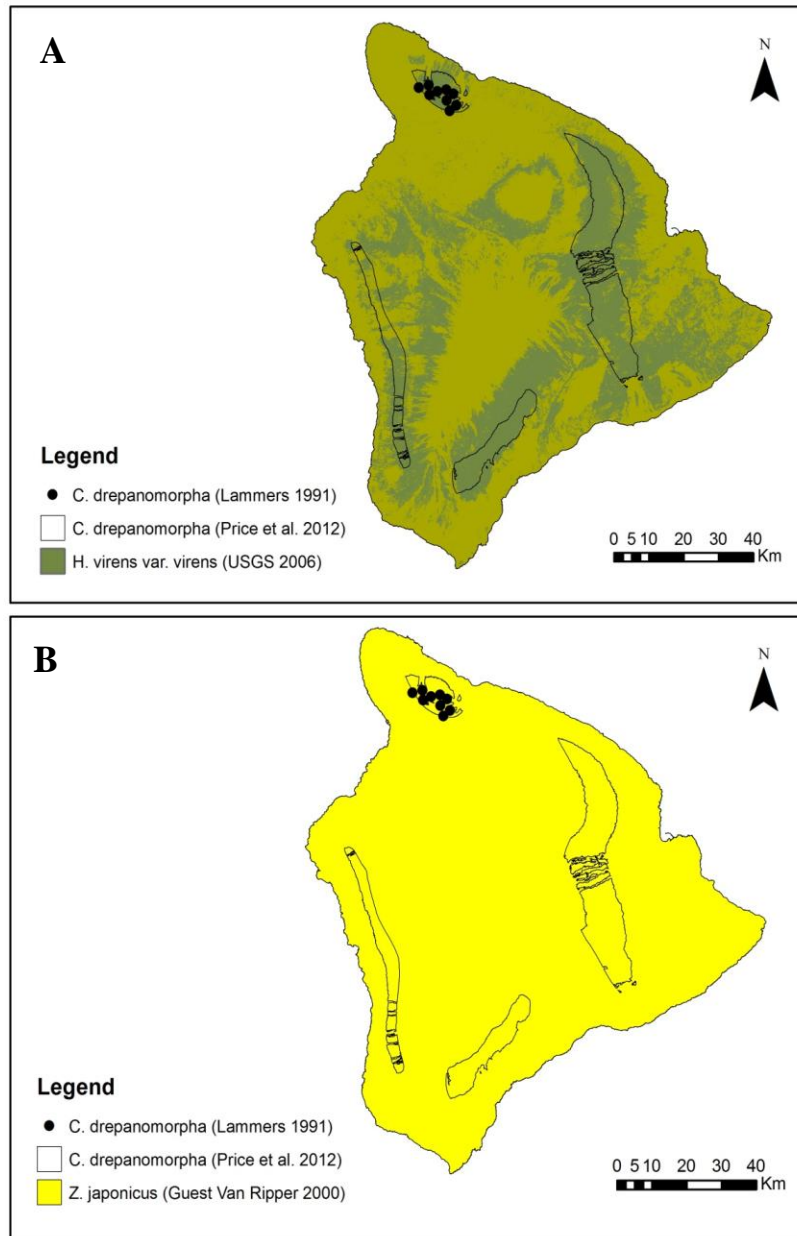 A
N
Legend
C. drepanomorpha (Lammers 1991)
C. drepanomorpha (Price et al. 2012)
H. virens var. virens (USGS 2006)
0 5 10 20 30 40
Km
B
N
Legend
C. drepanomorpha (Lammers 1991)
C. drepanomorpha (Price et al. 2012)
Z. japonicus (Guest Van Ripper 2000)
0 5 10 20 30 40
Km